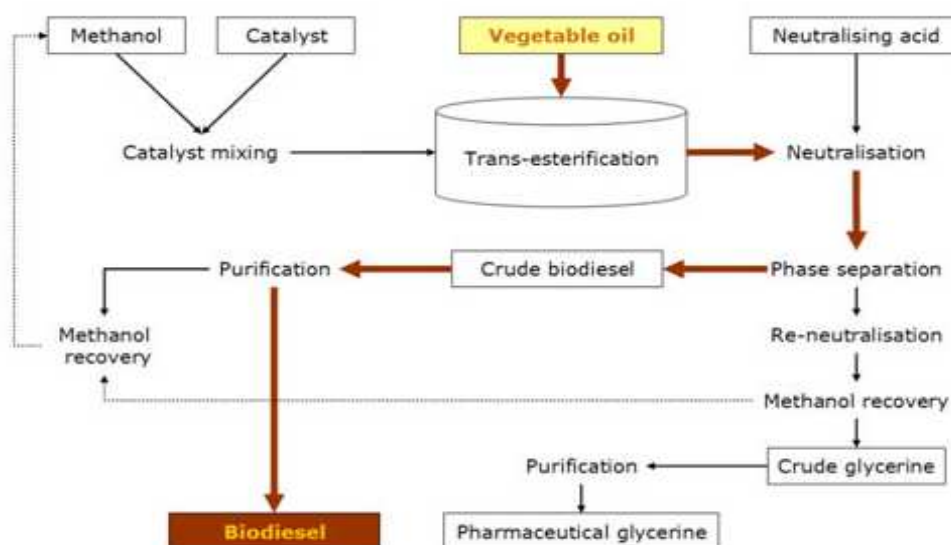 Methanol
Catalyst
Vegetable oil
Neutralising acid
Catalyst mixing
Trans-esterification
Neutralisation
Purification
Crude biodiesel
Phase separation
Methanol
recovery
Re-neutralisation
Methanol recovery
Purification
Crude glycerine
Biodiesel
Pharmaceutical glycerine